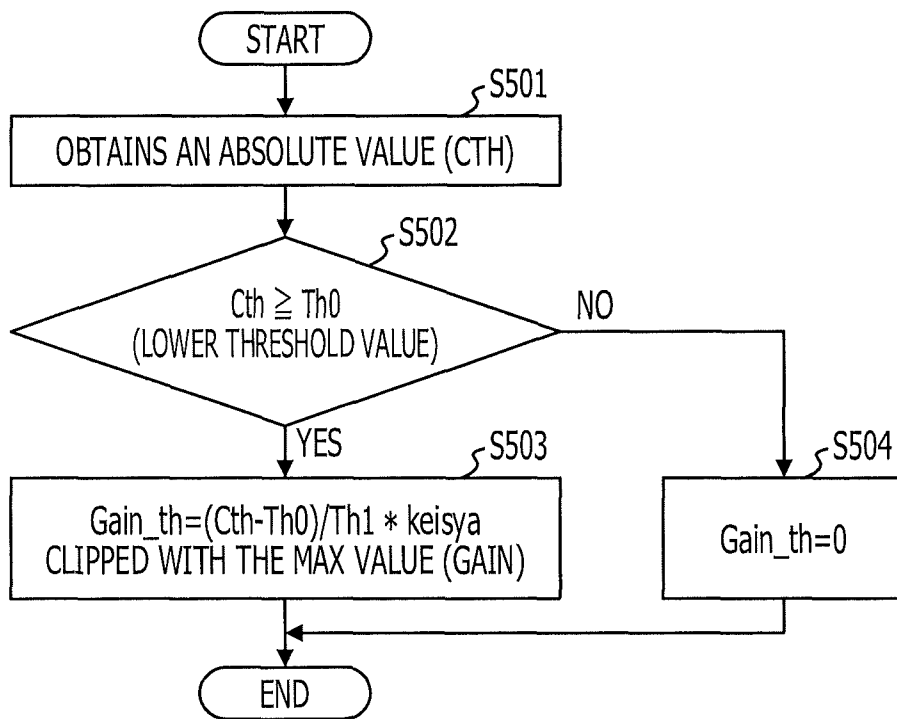 START
S501
OBTAINS AN ABSOLUTE VALUE (CTH)
S502
Cth ≧ Th0
(LOWER THRESHOLD VALUE)
NO
YES
S503
Gain_th=(Cth-Th0)/Th1 * keisya
CLIPPED WITH THE MAX VALUE (GAIN)
S504
Gain_th=0
END